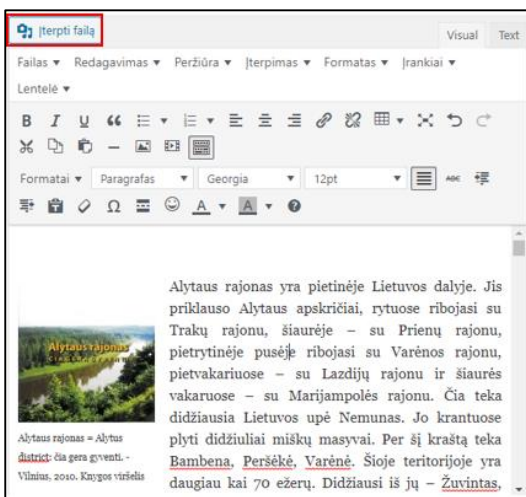 Įterpti failą
Visual Text
Failas Redagavimas Peržiūra Įterpimas Formatas Įrankiai
Lentelė
B I U
Formatai Paragrafas Georgia 12pt ABC
Ω A A
Alytaus rajonas yra pietinėje Lietuvos dalyje. Jis
priklauso Alytaus apskričiai, rytuose ribojasi su
Trakų rajonu, šiaurėje – su Prienų rajonu,
pietrytinėje pusėje ribojasi su Varėnos rajonu,
pietvakariuose – su Lazdijų rajonu ir šiaurės
vakaruose – su Marijampolės rajonu. Čia teka
didžiausia Lietuvos upė Nemunas. Jo krantuose
plyti didžiuliai miškų masyvai. Per šį kraštą teka
Bambena, Peršėkė, Varėnė. Šioje teritorijoje yra
daugiau kai 70 ežerų. Didžiausi iš jų – Žuvintas,
Alytaus rajonas
Alytaus rajonas = Alytus
district: čia gera gyventi. -
Vilnius, 2010. Knygos viršelis